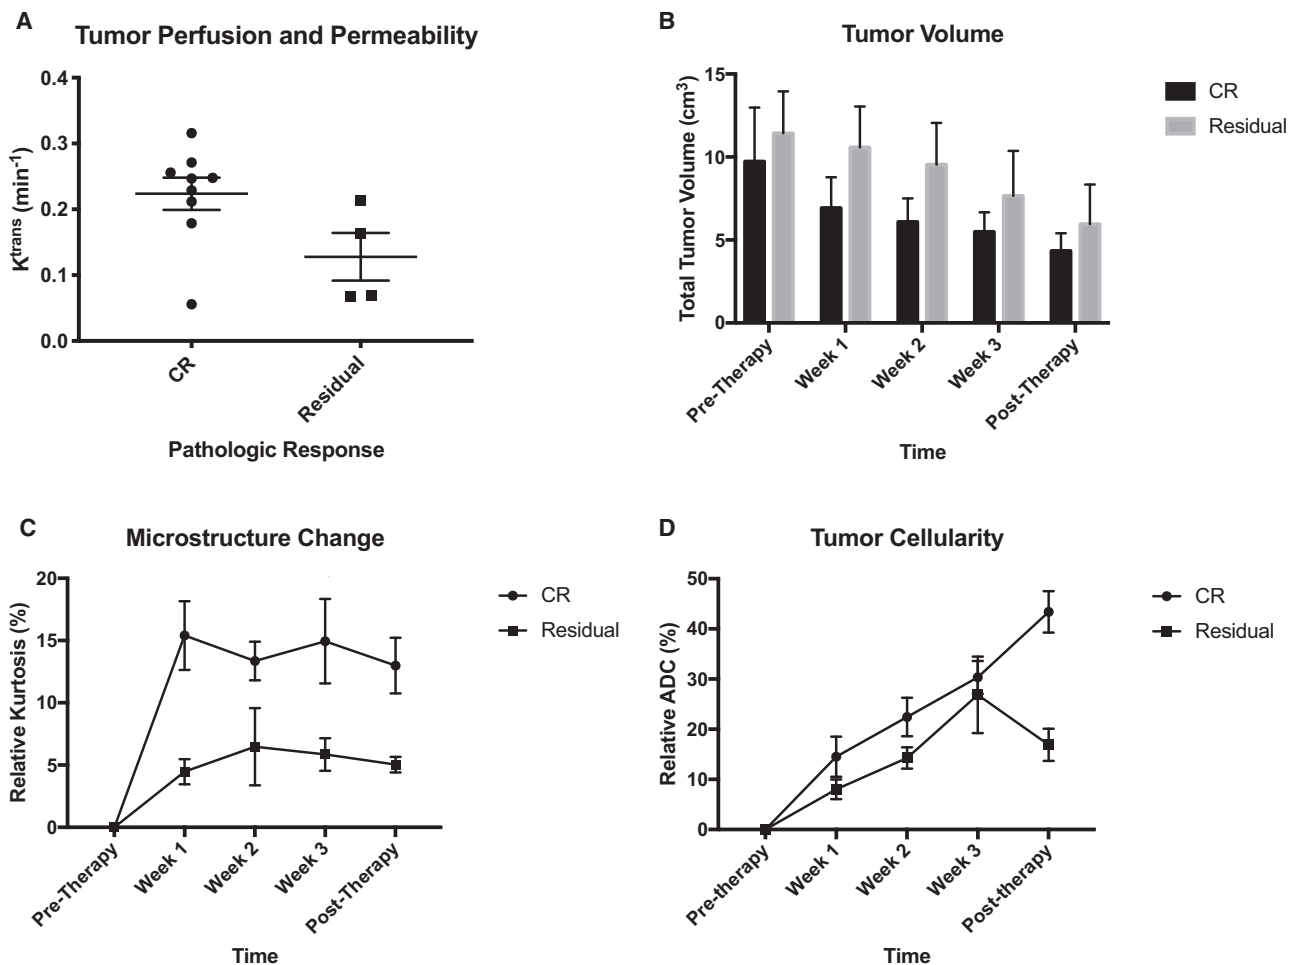 A
Tumor Perfusion and Permeability
0.4
0.3
0.2
0.1
0.0
Ktrans (min-1)
CR
Residual
Pathologic Response
B
Tumor Volume
15
10
5
0
Total Tumor Volume (cm3)
Pre-Therapy
Week 1
Week 2
Week 3
Post-Therapy
Time
CR
Residual
C
Microstructure Change
20
15
10
5
0
Relative Kurtosis (%)
Pre-Therapy
Week 1
Week 2
Week 3
Post-Therapy
Time
CR
Residual
D
Tumor Cellularity
50
40
30
20
10
0
Relative ADC (%)
Pre-therapy
Week 1
Week 2
Week 3
Post-therapy
Time
CR
Residual